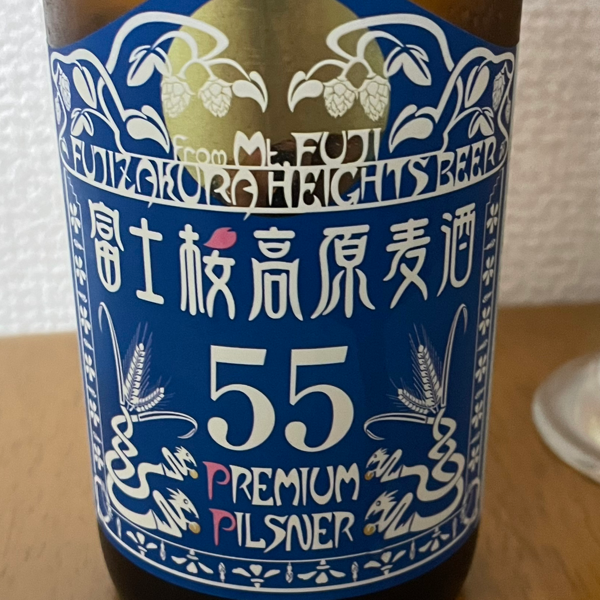 from Mt. FUJI
FUJIZAKURA HEIGHTS BEER
富士桜高原麦酒
55
PREMIUM
PILSNER